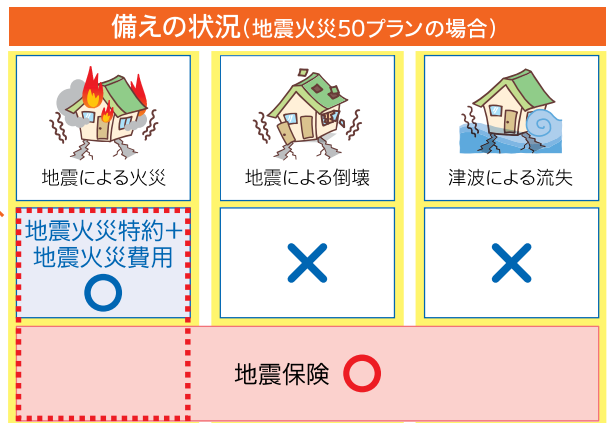 備えの状況(地震火災50プランの場合)
地震による火災
地震による倒壊
津波による流失
地震火災特約+
地震火災費用
○
×
×
地震保険 ○